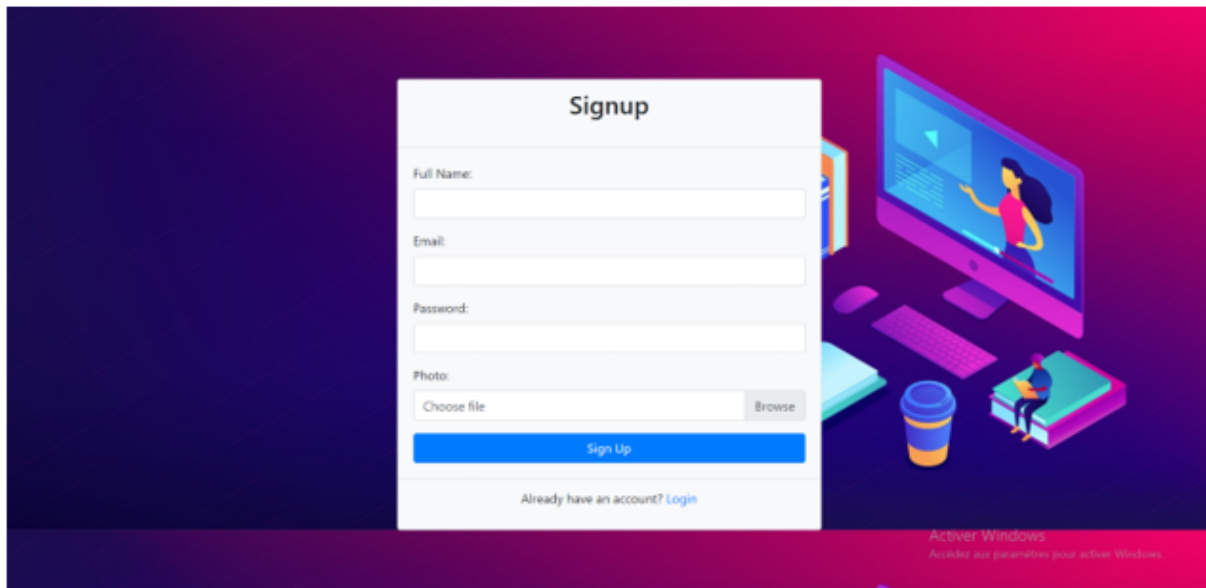 Signup
Full Name:
Email:
Password:
Photo:
Choose file Browse
Sign Up
Already have an account? Login
Activer Windows
Accédez aux paramètres pour activer Windows.